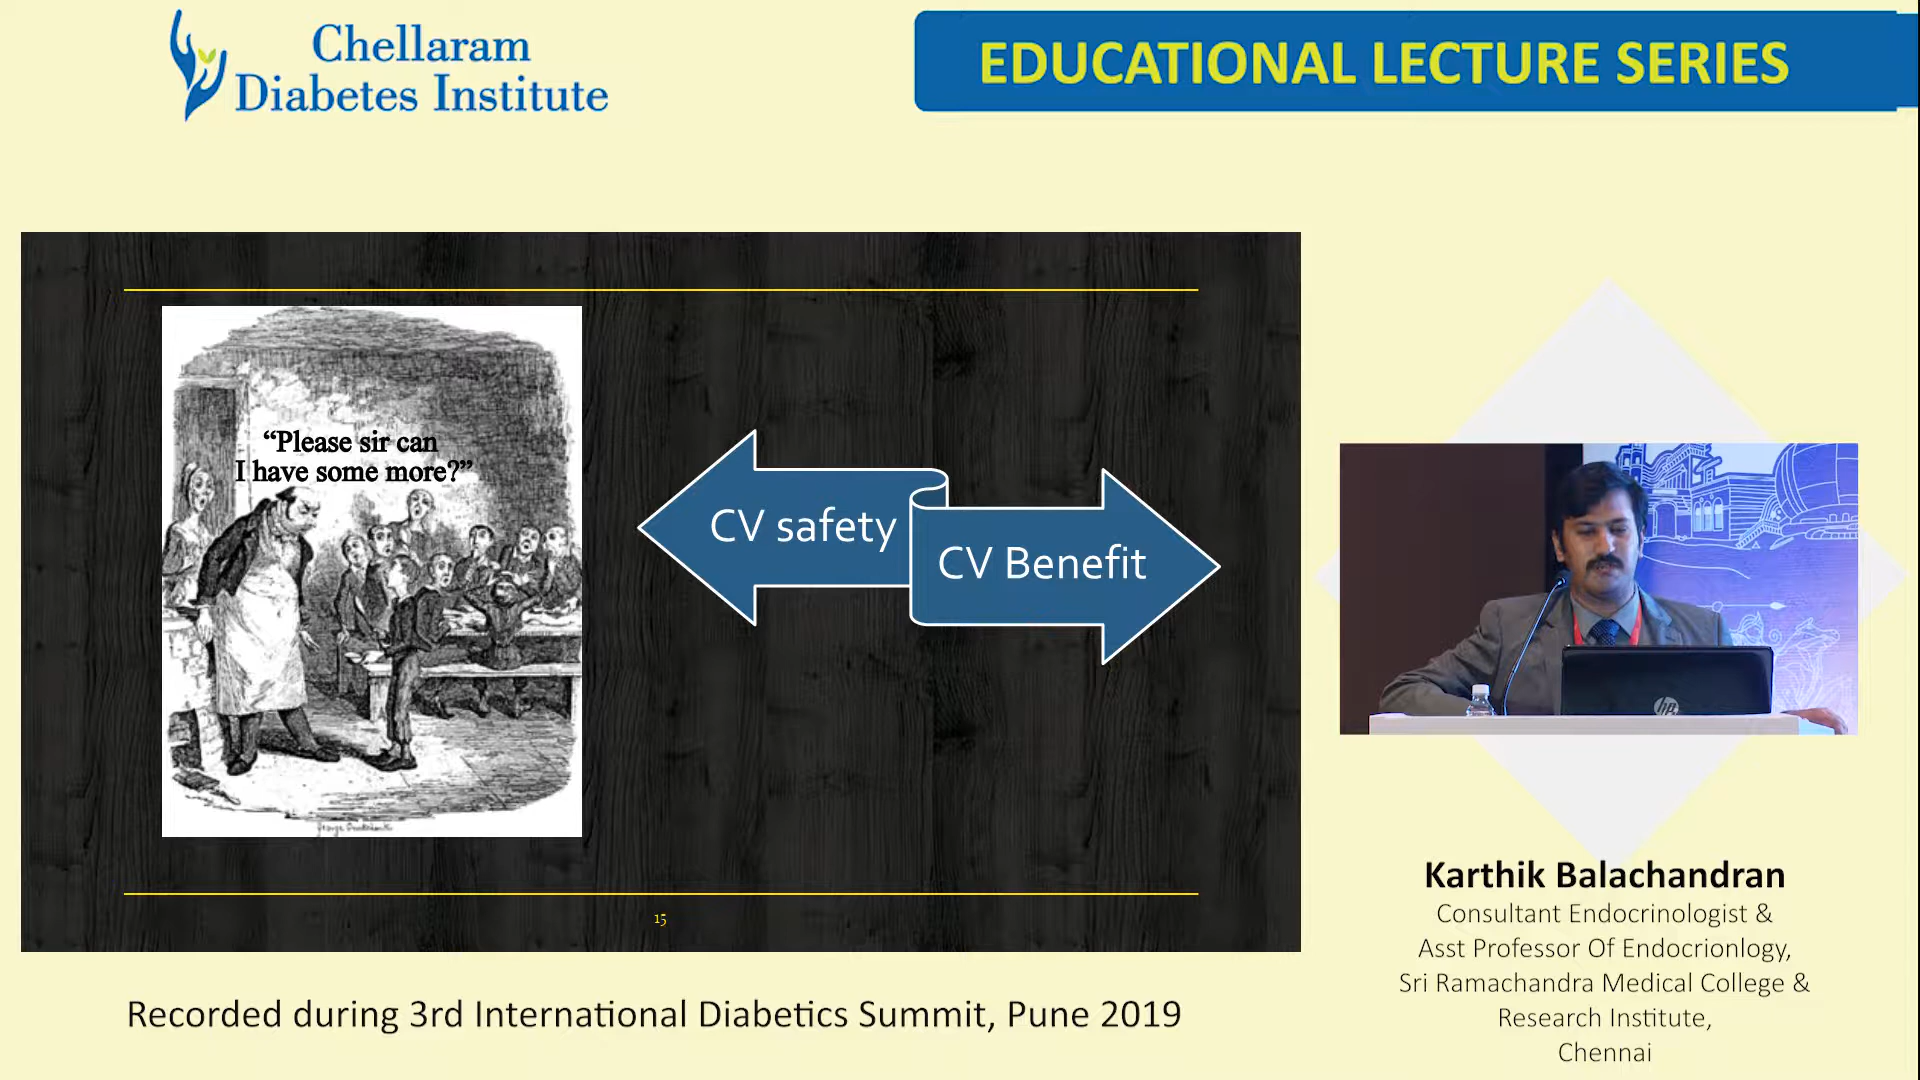 Chellaram
Diabetes Institute
EDUCATIONAL LECTURE SERIES
“Please sir can
I have some more?”
CV safety
CV Benefit
15
hp
Karthik Balachandran
Consultant Endocrinologist &
Asst Professor Of Endocrionlogy,
Sri Ramachandra Medical College &
Research Institute,
Chennai
Recorded during 3rd International Diabetics Summit, Pune 2019